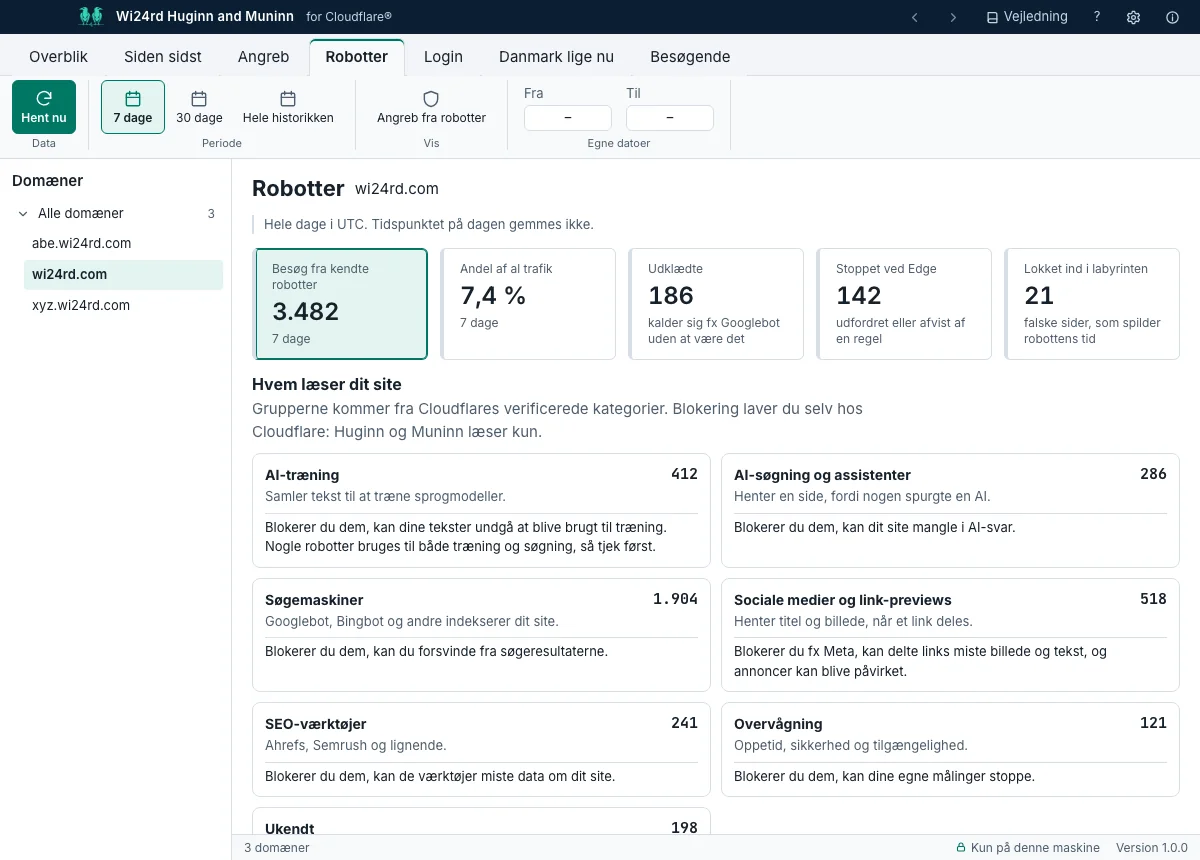 Wi24rd Huginn and Muninn for Cloudflare®
Vejledning ?
Overblik Siden sidst Angreb Robotter Login Danmark lige nu Besøgende
Hent nu 7 dage 30 dage Hele historikken Angreb fra robotter
Fra Til
– –
Data Periode Vis Egne datoer
Domæner
Alle domæner 3
abe.wi24rd.com
wi24rd.com
xyz.wi24rd.com
Robotter wi24rd.com
Hele dage i UTC. Tidspunktet på dagen gemmes ikke.
Besøg fra kendte
robotter
3.482
7 dage
Andel af al trafik
7,4 %
7 dage
Udklædte
186
kalder sig fx Googlebot
uden at være det
Stoppet ved Edge
142
udfordret eller afvist af
en regel
Lokket ind i labyrinten
21
falske sider, som spilder
robottens tid
Hvem læser dit site
Grupperne kommer fra Cloudflares verificerede kategorier. Blokering laver du selv hos
Cloudflare: Huginn og Muninn læser kun.
AI-træning 412
Samler tekst til at træne sprogmodeller.
Blokerer du dem, kan dine tekster undgå at blive brugt til træning.
Nogle robotter bruges til både træning og søgning, så tjek først.
AI-søgning og assistenter 286
Henter en side, fordi nogen spurgte en AI.
Blokerer du dem, kan dit site mangle i AI-svar.
Søgemaskiner 1.904
Googlebot, Bingbot og andre indekserer dit site.
Blokerer du dem, kan du forsvinde fra søgeresultaterne.
Sociale medier og link-previews 518
Henter titel og billede, når et link deles.
Blokerer du fx Meta, kan delte links miste billede og tekst, og
annoncer kan blive påvirket.
SEO-værktøjer 241
Ahrefs, Semrush og lignende.
Blokerer du dem, kan de værktøjer miste data om dit site.
Overvågning 121
Oppetid, sikkerhed og tilgængelighed.
Blokerer du dem, kan dine egne målinger stoppe.
Ukendt 198
3 domæner Kun på denne maskine Version 1.0.0